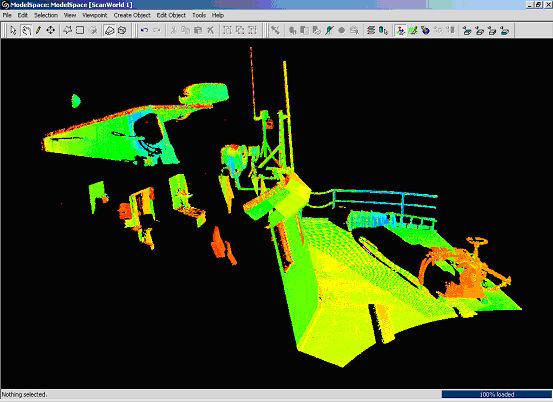 ModelSpace: ModelSpace [ScanWorld 1]
File Edit Selection View Viewpoint Create Object Edit Object Tools Help
Nothing selected.
100% loaded